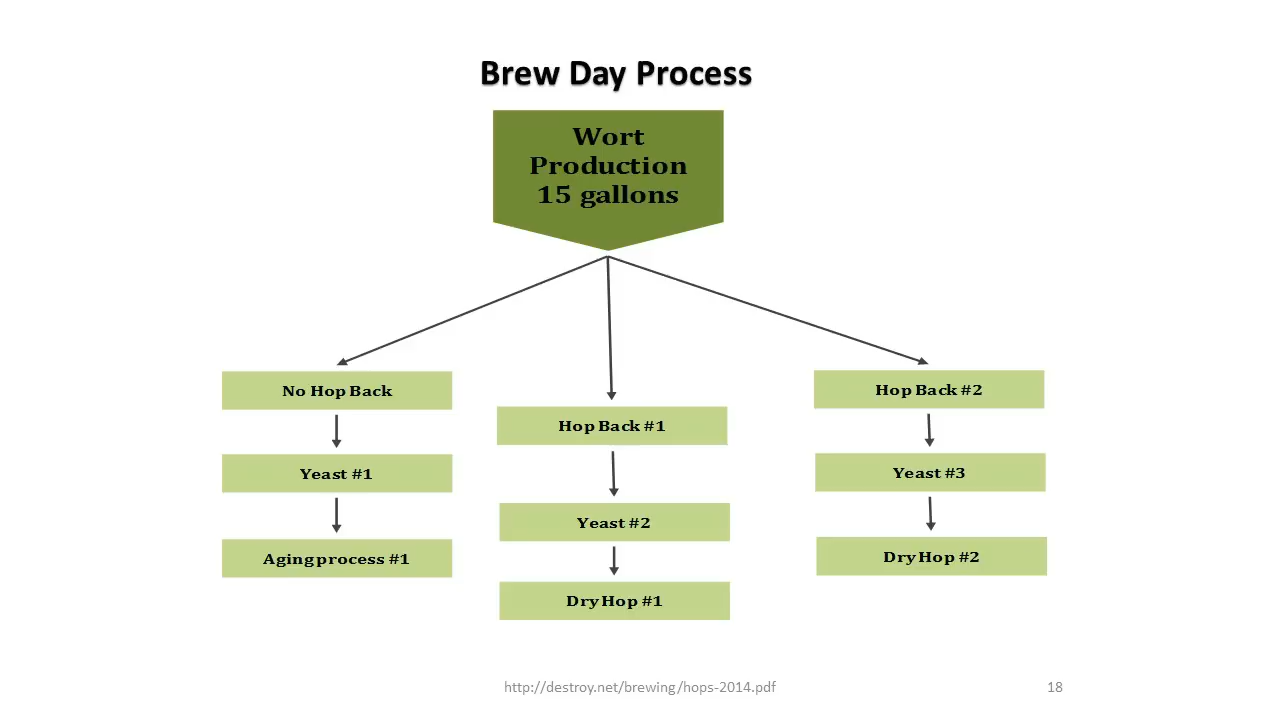 Brew Day Process
Wort
Production
15 gallons
No Hop Back
Yeast #1
Aging process #1
Hop Back #1
Yeast #2
Dry Hop #1
Hop Back #2
Yeast #3
Dry Hop #2
http://destroy.net/brewing/hops-2014.pdf
18